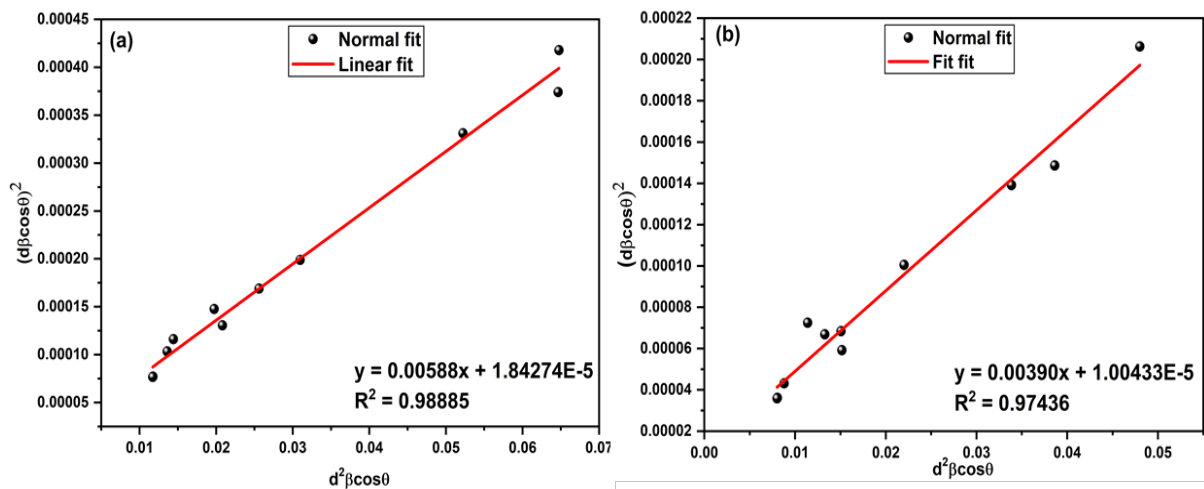 (a)
Normal fit
Linear fit
0.00045
0.00040
0.00035
0.00030
0.00025
0.00020
0.00015
0.00010
0.00005
(dβcosθ)²
y = 0.00588x + 1.84274E-5
R² = 0.98885
0.01 0.02 0.03 0.04 0.05 0.06 0.07
d²βcosθ
(b)
Normal fit
Fit fit
0.00022
0.00020
0.00018
0.00016
0.00014
0.00012
0.00010
0.00008
0.00006
0.00004
0.00002
(dβcosθ)²
y = 0.00390x + 1.00433E-5
R² = 0.97436
0.00 0.01 0.02 0.03 0.04 0.05
d²βcosθ